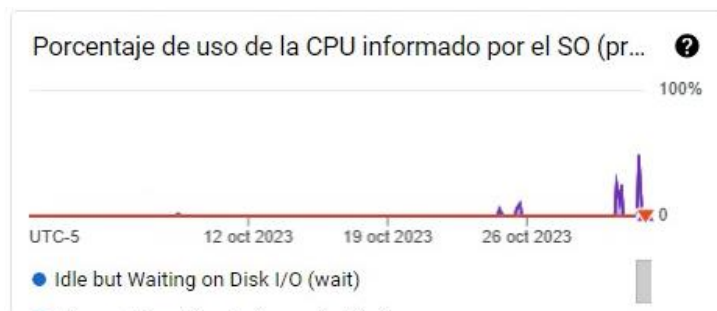 Porcentaje de uso de la CPU informado por el SO (pr...
100%
0
UTC-5 12 oct 2023 19 oct 2023 26 oct 2023
Idle but Waiting on Disk I/O (wait)